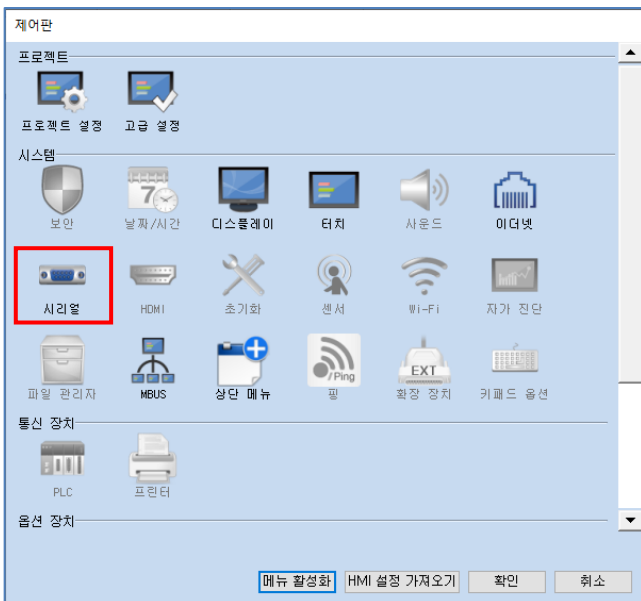 제어판
프로젝트
프로젝트 설정 고급 설정
시스템
7
보안 날짜/시간 디스플레이 터치 사운드 이더넷
시리얼 HDMI 초기화 센서 Wi-Fi 자가 진단
/Ping EXT
파일 관리자 MBUS 상단 메뉴 핑 확장 장치 키패드 옵션
통신 장치
PLC 프린터
옵션 장치
메뉴 활성화 HMI 설정 가져오기 확인 취소